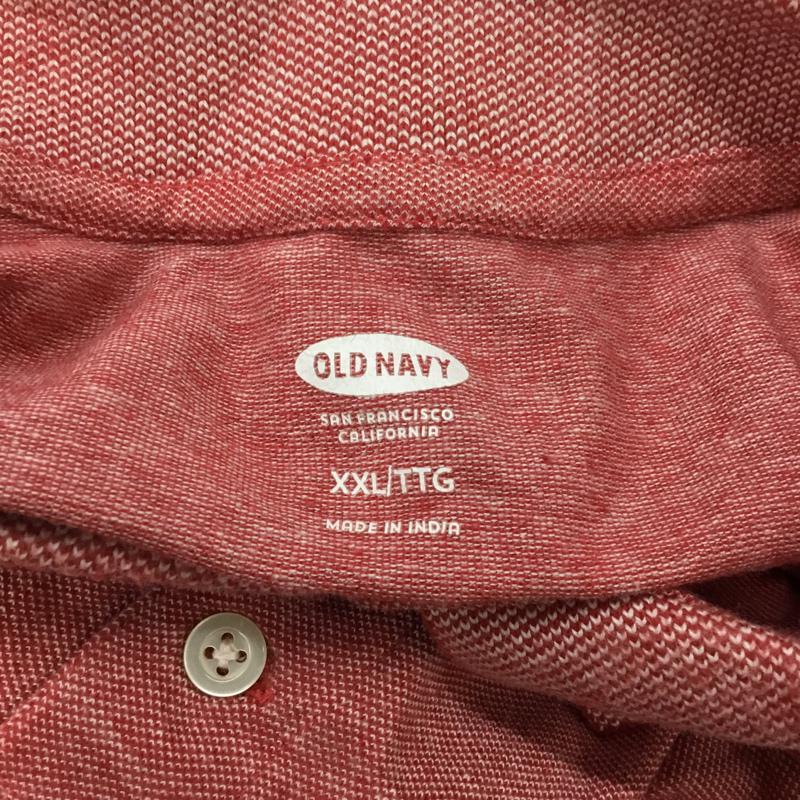 OLD NAVY
SAN FRANCISCO
CALIFORNIA
XXL/TTG
MADE IN INDIA